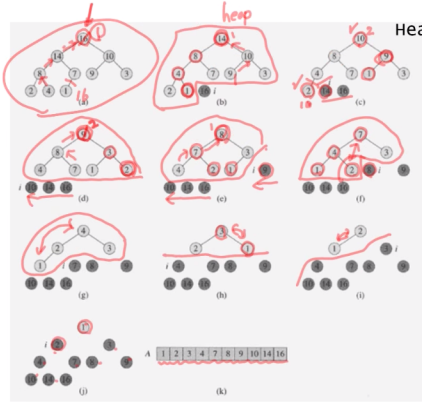 heap
Hea
16
14 10
8 7 9 3
2 4 1
16
(a)
14
8 10
4 7 9 3
2 1 16 i
(b)
10 2
8 9
4 7 1 3
2 14 16
10
(c)
9 2
8 3
4 7 1 2
i 10 14 16
(d)
8
7 3
4 2 1 i 9
10 14 16
(e)
7
4 3
1 2 8 i 9
10 14 16
(f)
4
2 3
1 i 7 8 9
10 14 16
(g)
3
2 1
i 4 7 8 9
10 14 16
(h)
2
1 3 i
4 7 8 9
10 14 16
(i)
1
i 2 3
4 7 8 9
10 14 16
(j)
A 1 2 3 4 7 8 9 10 14 16
(k)